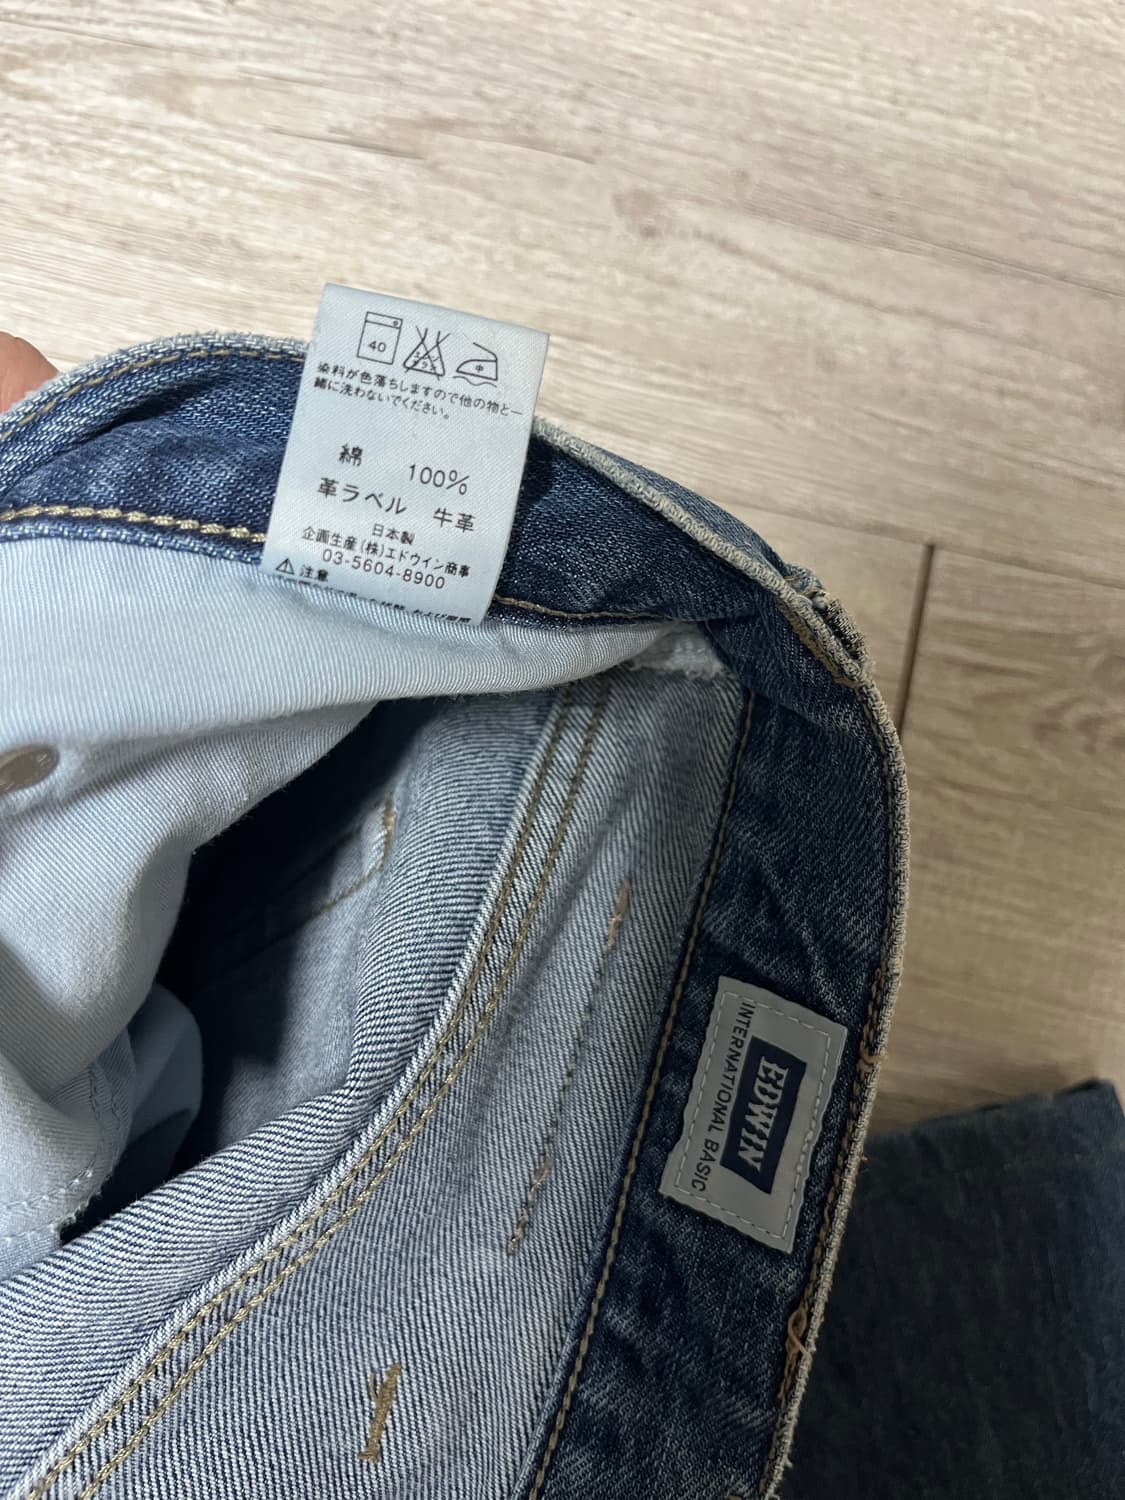 40
中
染料が色落ちしますので他の物と一
緒に洗わないでください。
綿 100%
革ラベル 牛革
日本製
企画生産(株)エドウイン商事
03-5604-8900
⚠注意
EDWIN
INTERNATIONAL BASIC